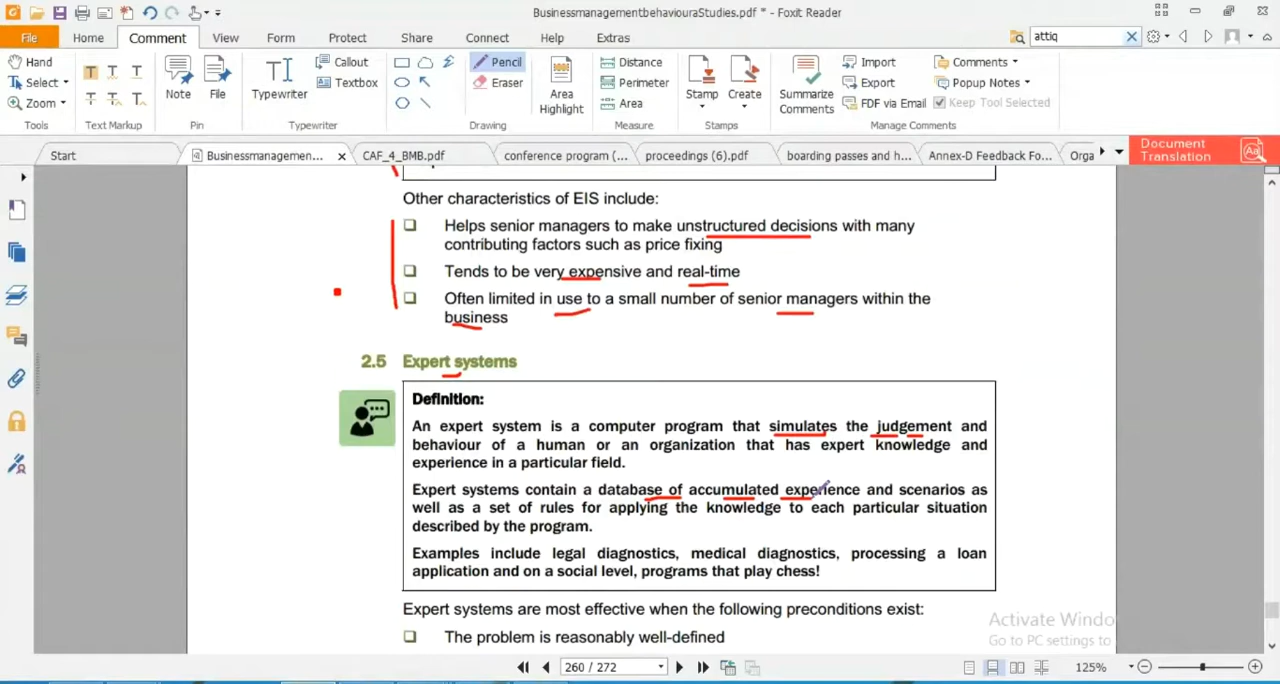 BusinessmanagementbehaviouraStudies.pdf * - Foxit Reader
File Home Comment View Form Protect Share Connect Help Extras attiq
Hand Select Zoom
Tools
T T T T T T
Text Markup
Note File
Pin
Typewriter Callout Textbox
Typewriter
Pencil Eraser
Drawing
Area Highlight
Distance Perimeter Area
Measure
Stamp Create
Stamps
Summarize Comments
Import Export FDF via Email
Comments Popup Notes Keep Tool Selected
Manage Comments
Start Businessmanagemen... CAF_4_BMB.pdf conference program (... proceedings (6).pdf boarding passes and h... Annex-D Feedback Fo... Orga
Document Translation
Other characteristics of EIS include:
Helps senior managers to make unstructured decisions with many
contributing factors such as price fixing
Tends to be very expensive and real-time
Often limited in use to a small number of senior managers within the
business
2.5 Expert systems
Definition:
An expert system is a computer program that simulates the judgement and
behaviour of a human or an organization that has expert knowledge and
experience in a particular field.
Expert systems contain a database of accumulated experience and scenarios as
well as a set of rules for applying the knowledge to each particular situation
described by the program.
Examples include legal diagnostics, medical diagnostics, processing a loan
application and on a social level, programs that play chess!
Expert systems are most effective when the following preconditions exist:
The problem is reasonably well-defined
Activate Windo
Go to PC settings to
260 / 272
125%